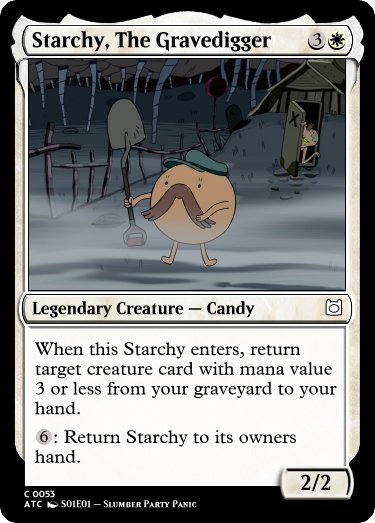 Starchy, The Gravedigger 3
Legendary Creature — Candy
When this Starchy enters, return
target creature card with mana value
3 or less from your graveyard to your
hand.
6: Return Starchy to its owners
hand.
2/2
C 0053
ATC S01E01 – Slumber Party Panic